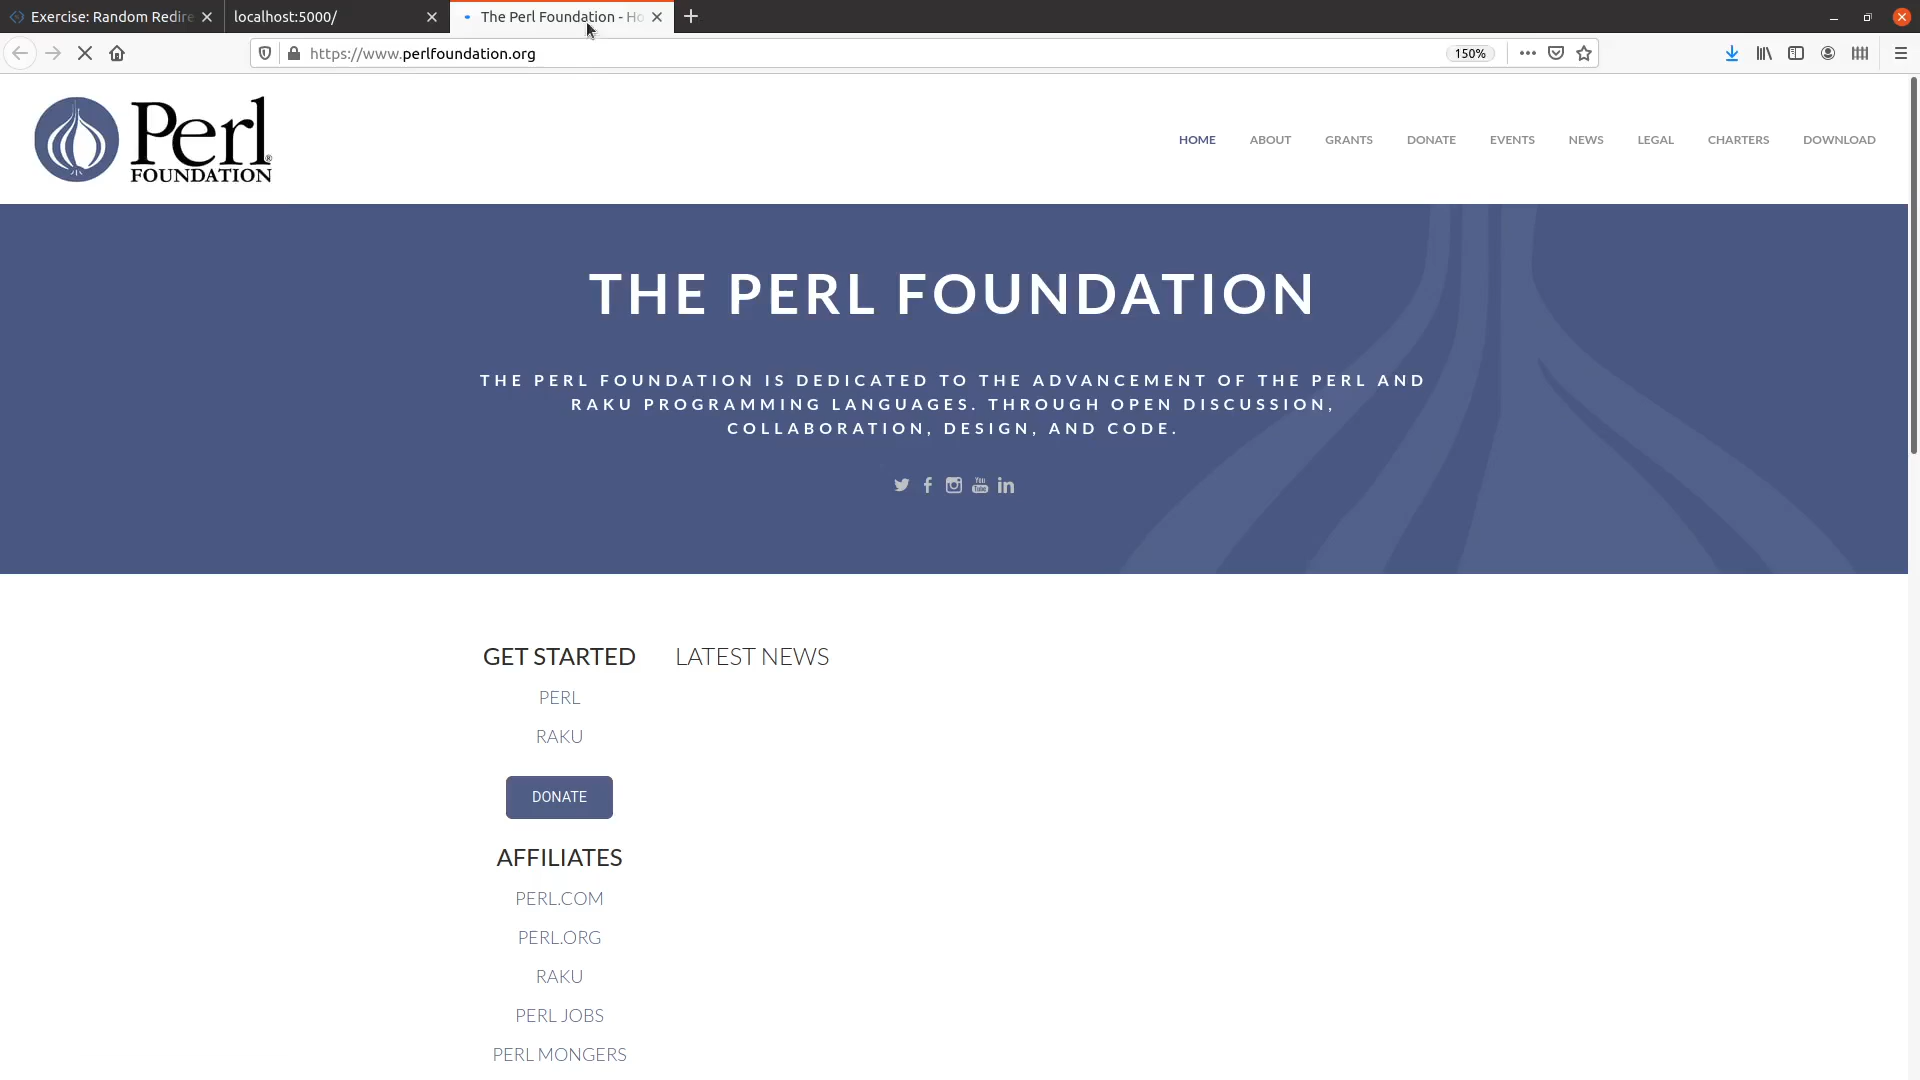 Exercise: Random Redire
localhost:5000/
The Perl Foundation - Ho
https://www.perlfoundation.org
150%
Perl
FOUNDATION
HOME ABOUT GRANTS DONATE EVENTS NEWS LEGAL CHARTERS DOWNLOAD
THE PERL FOUNDATION
THE PERL FOUNDATION IS DEDICATED TO THE ADVANCEMENT OF THE PERL AND
RAKU PROGRAMMING LANGUAGES. THROUGH OPEN DISCUSSION,
COLLABORATION, DESIGN, AND CODE.
You Tube
GET STARTED
PERL
RAKU
DONATE
AFFILIATES
PERL.COM
PERL.ORG
RAKU
PERL JOBS
PERL MONGERS
LATEST NEWS